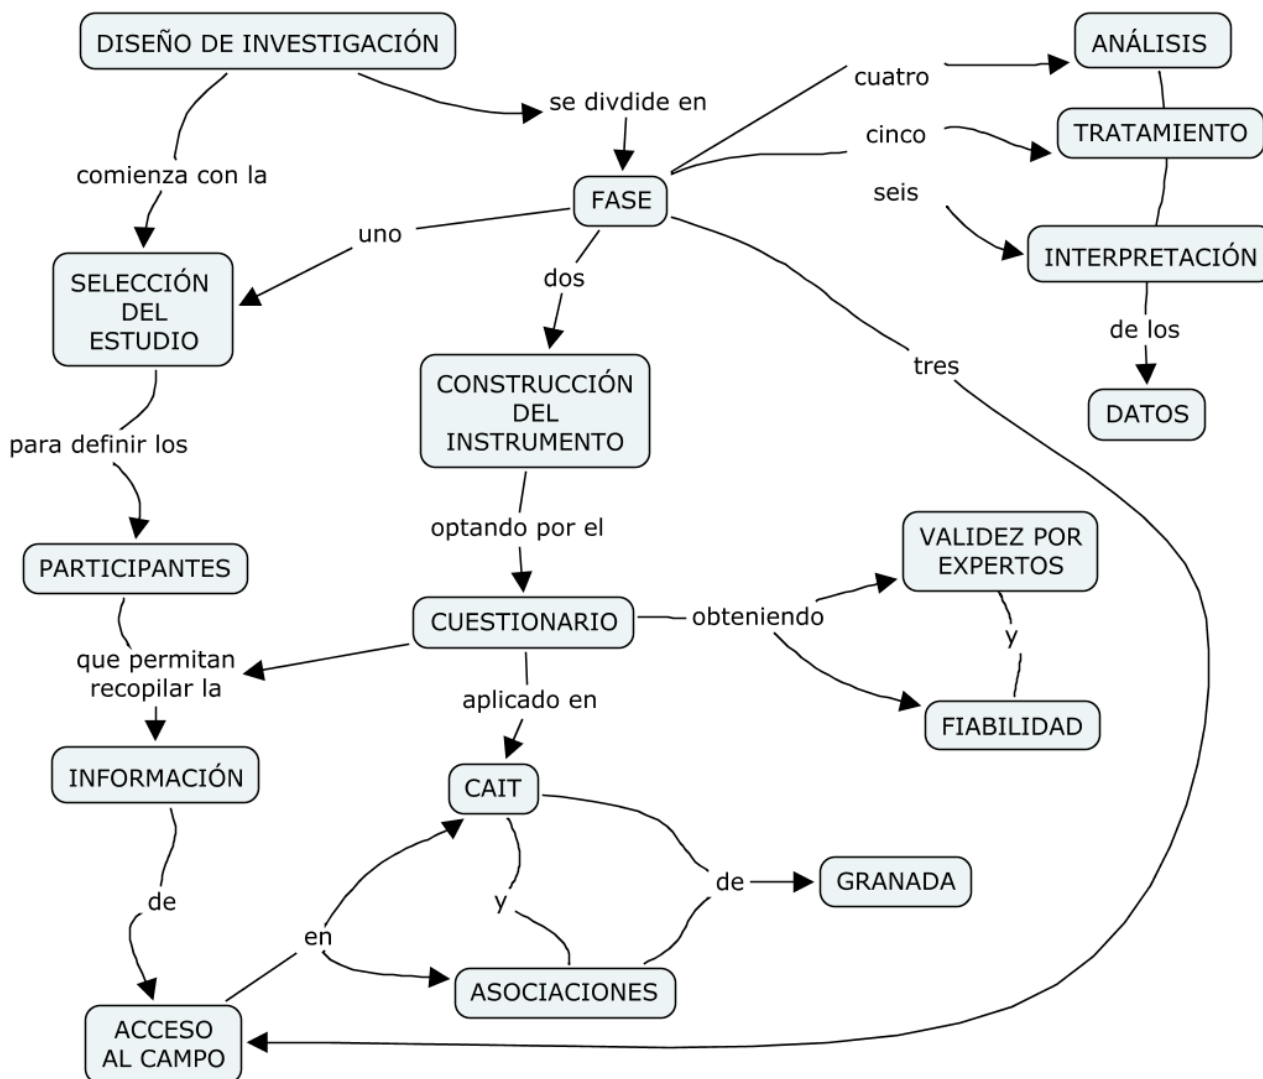 DISEÑO DE INVESTIGACIÓN
se divdide en
comienza con la
FASE
cuatro
ANÁLISIS
cinco
TRATAMIENTO
seis
INTERPRETACIÓN
de los
DATOS
uno
SELECCIÓN
DEL
ESTUDIO
dos
CONSTRUCCIÓN
DEL
INSTRUMENTO
tres
para definir los
PARTICIPANTES
optando por el
CUESTIONARIO
obteniendo
VALIDEZ POR
EXPERTOS
y
FIABILIDAD
que permitan
recopilar la
INFORMACIÓN
aplicado en
CAIT
y
ASOCIACIONES
de
GRANADA
de
en
ACCESO
AL CAMPO